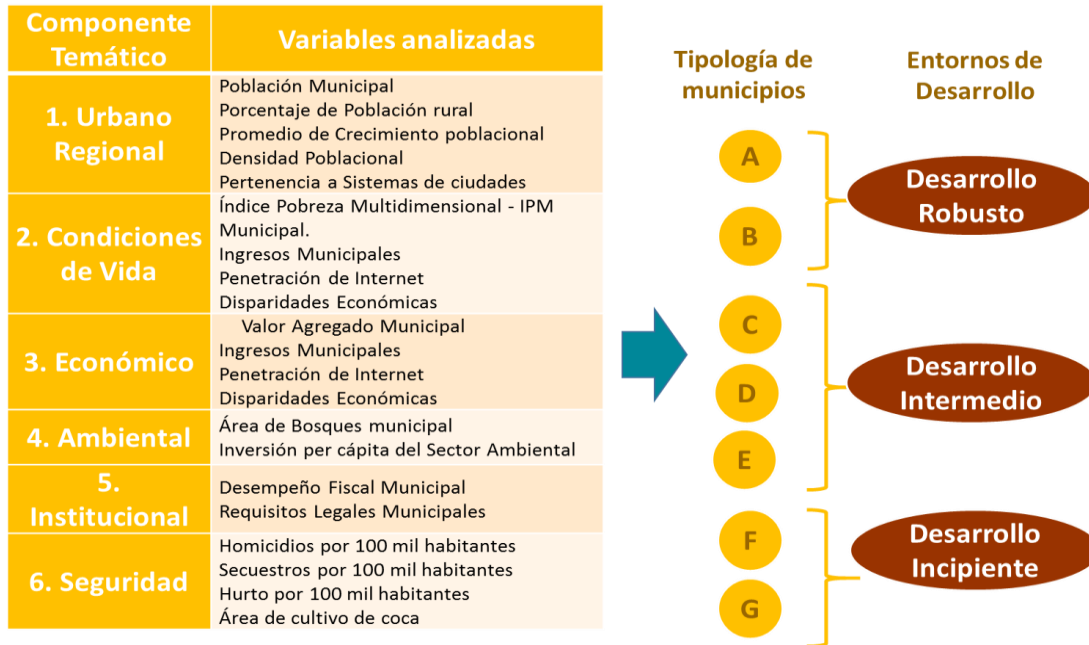 Componente
Temático
Variables analizadas
1. Urbano
Regional
Población Municipal
Porcentaje de Población rural
Promedio de Crecimiento poblacional
Densidad Poblacional
Pertenencia a Sistemas de ciudades
2. Condiciones
de Vida
Índice Pobreza Multidimensional - IPM
Municipal.
Ingresos Municipales
Penetración de Internet
Disparidades Económicas
3. Económico
Valor Agregado Municipal
Ingresos Municipales
Penetración de Internet
Disparidades Económicas
4. Ambiental
Área de Bosques municipal
Inversión per cápita del Sector Ambiental
5.
Institucional
Desempeño Fiscal Municipal
Requisitos Legales Municipales
6. Seguridad
Homicidios por 100 mil habitantes
Secuestros por 100 mil habitantes
Hurto por 100 mil habitantes
Área de cultivo de coca
Tipología de
municipios
A
B
C
D
E
F
G
Entornos de
Desarrollo
Desarrollo
Robusto
Desarrollo
Intermedio
Desarrollo
Incipiente